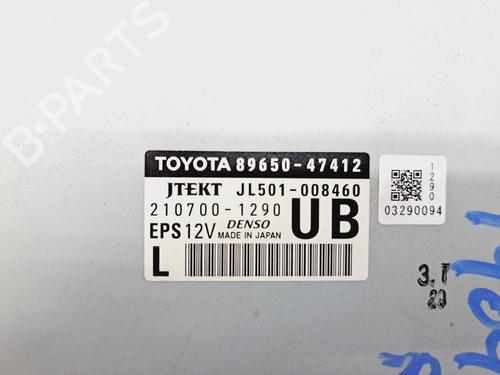 B-PARTS
TOYOTA 89650-47412
JTEKT JL501-008460
210700-1290 UB
EPS 12V DENSO MADE IN JAPAN
L
1290
03290094
3.T
23